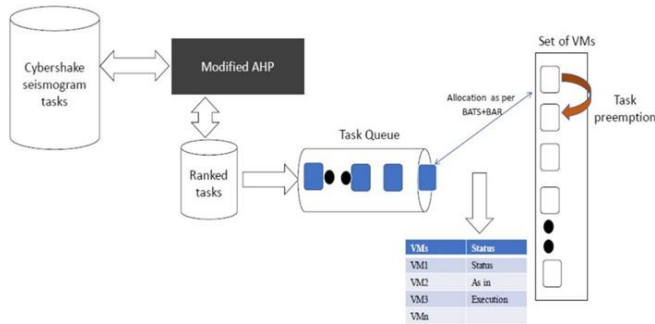 Cybershake
seismogram
tasks
Modified AHP
Ranked
tasks
Task Queue
Allocation as per
BATS+BAR
Set of VMs
Task
preemption
VMs Status
VM1 Status
VM2 As in
VM3 Execution
VMn